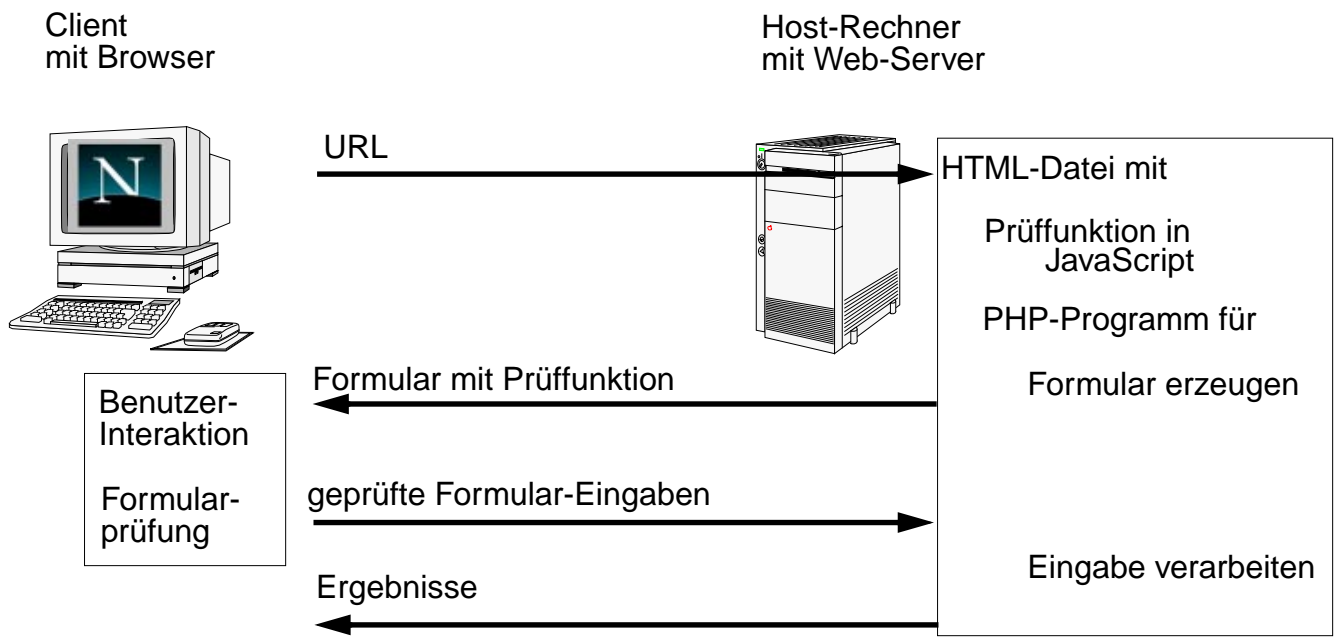 Client
mit Browser
Host-Rechner
mit Web-Server
N
URL
HTML-Datei mit
Prüffunktion in
JavaScript
PHP-Programm für
Formular mit Prüffunktion
Formular erzeugen
Benutzer-
Interaktion
Formular-
prüfung
geprüfte Formular-Eingaben
Eingabe verarbeiten
Ergebnisse